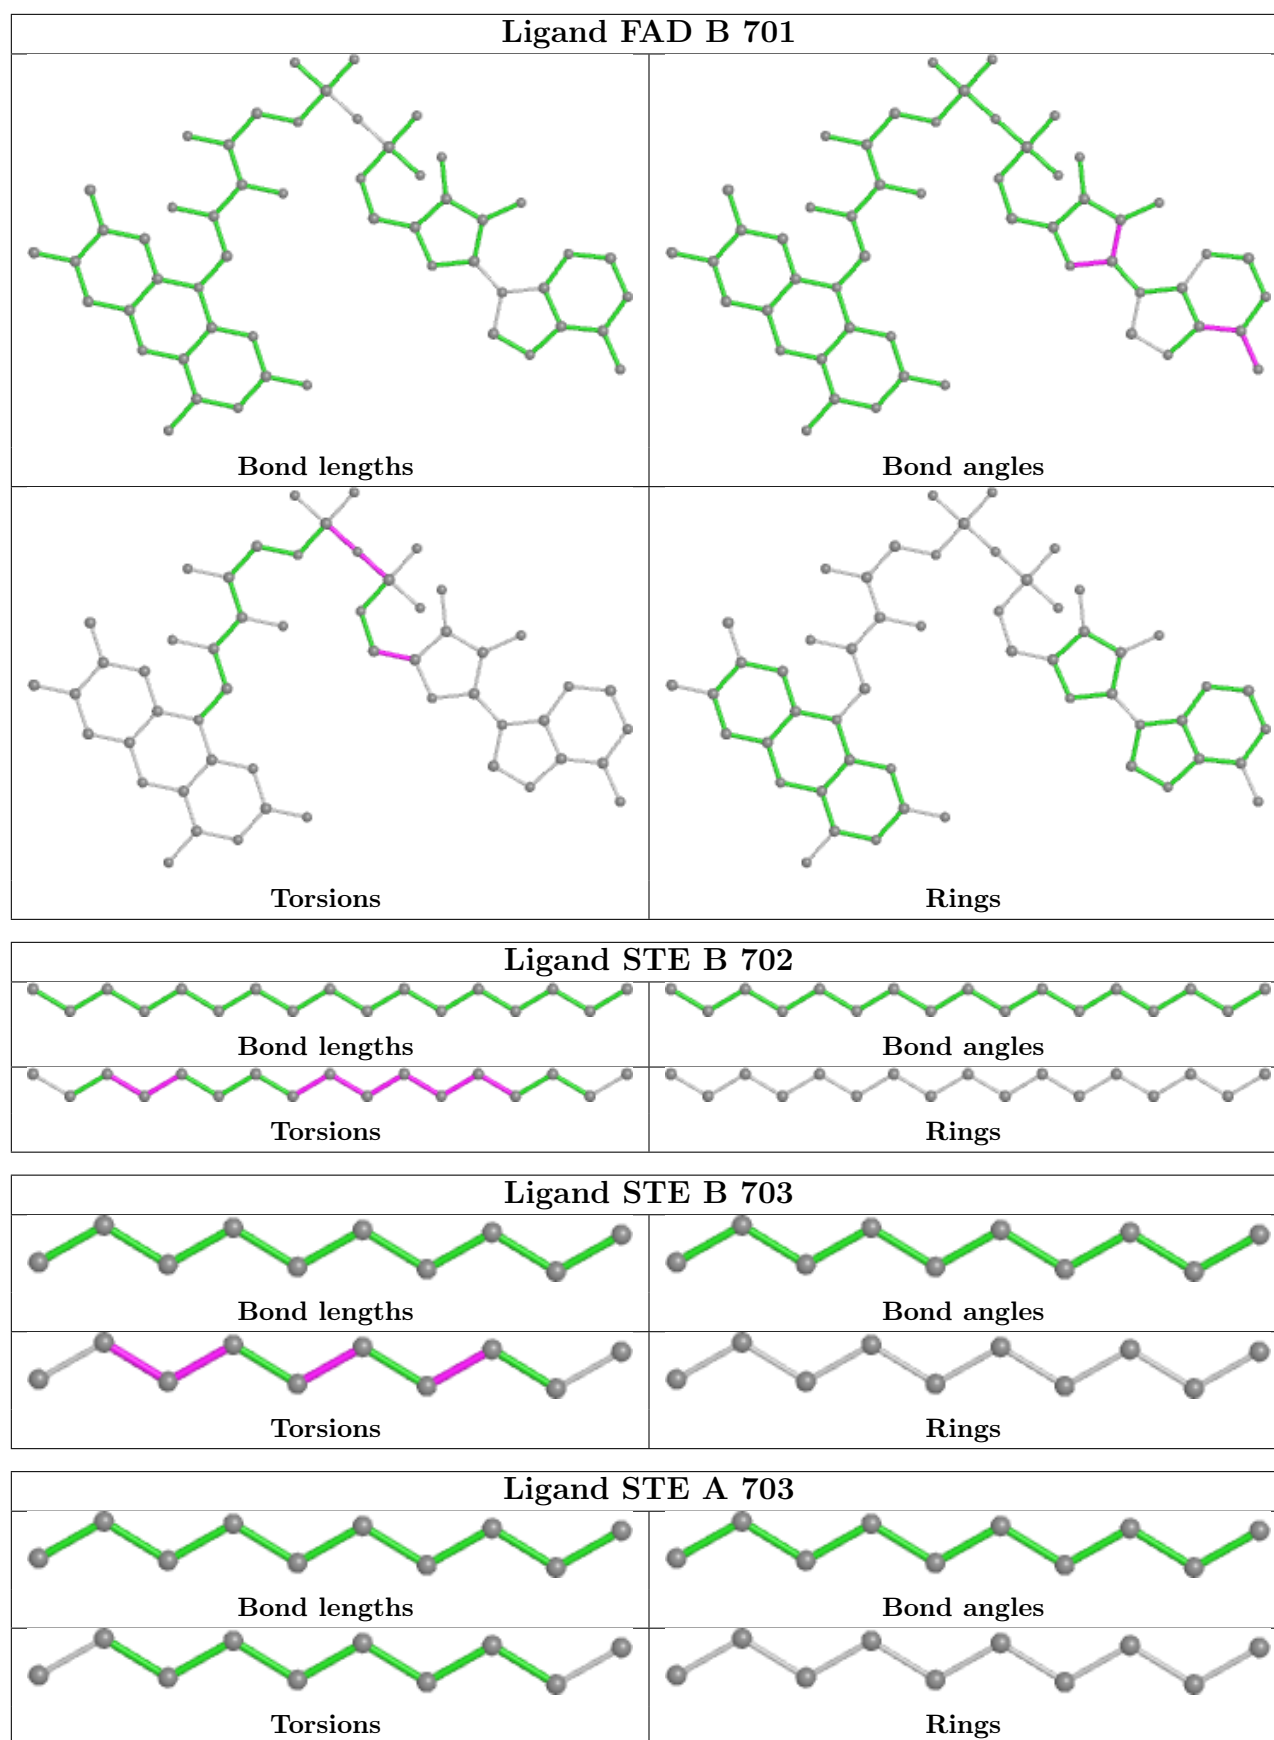 Ligand FAD B 701
Bond lengths
Bond angles
Torsions
Rings
Ligand STE B 702
Bond lengths
Bond angles
Torsions
Rings
Ligand STE B 703
Bond lengths
Bond angles
Torsions
Rings
Ligand STE A 703
Bond lengths
Bond angles
Torsions
Rings